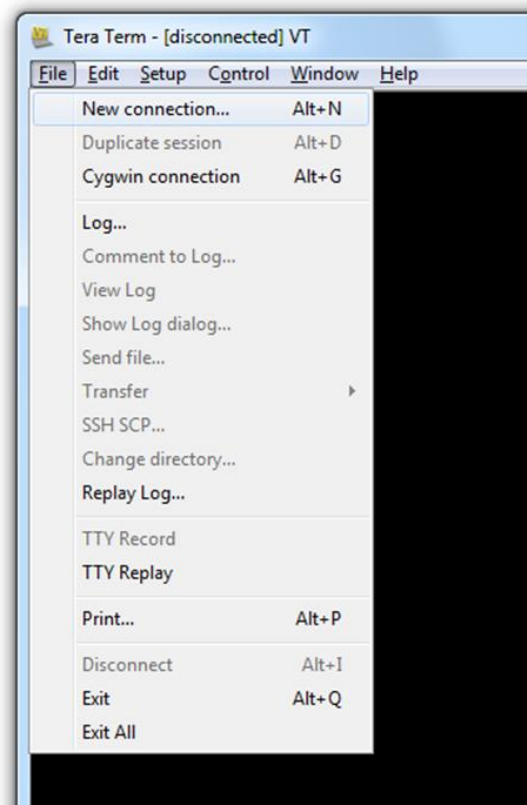 Tera Term - [disconnected] VT
File Edit Setup Control Window Help
New connection... Alt+N
Duplicate session Alt+D
Cygwin connection Alt+G
Log...
Comment to Log...
View Log
Show Log dialog...
Send file...
Transfer
SSH SCP...
Change directory...
Replay Log...
TTY Record
TTY Replay
Print... Alt+P
Disconnect Alt+I
Exit Alt+Q
Exit All